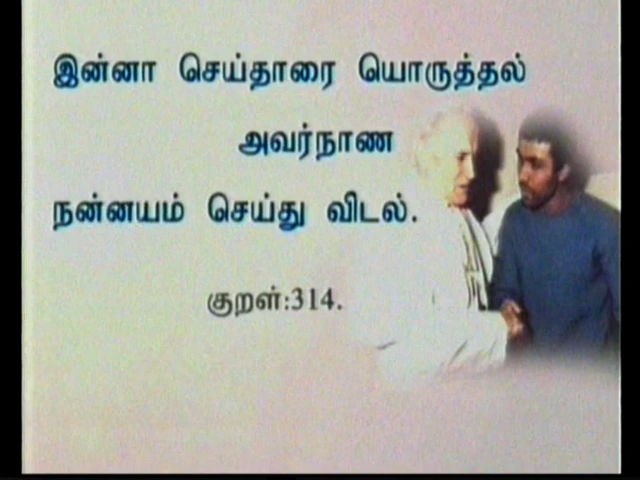 இன்னா செய்தாரை யொருத்தல்
அவர்நாண
நன்னயம் செய்து விடல்.
குறள்:314.